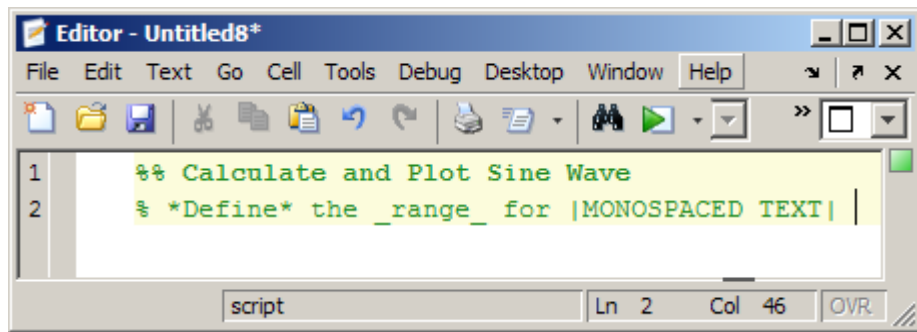 Editor - Untitled8*
File Edit Text Go Cell Tools Debug Desktop Window Help
1 %% Calculate and Plot Sine Wave
2 % *Define* the _range_ for |MONOSPACED TEXT|
script Ln 2 Col 46 OVR